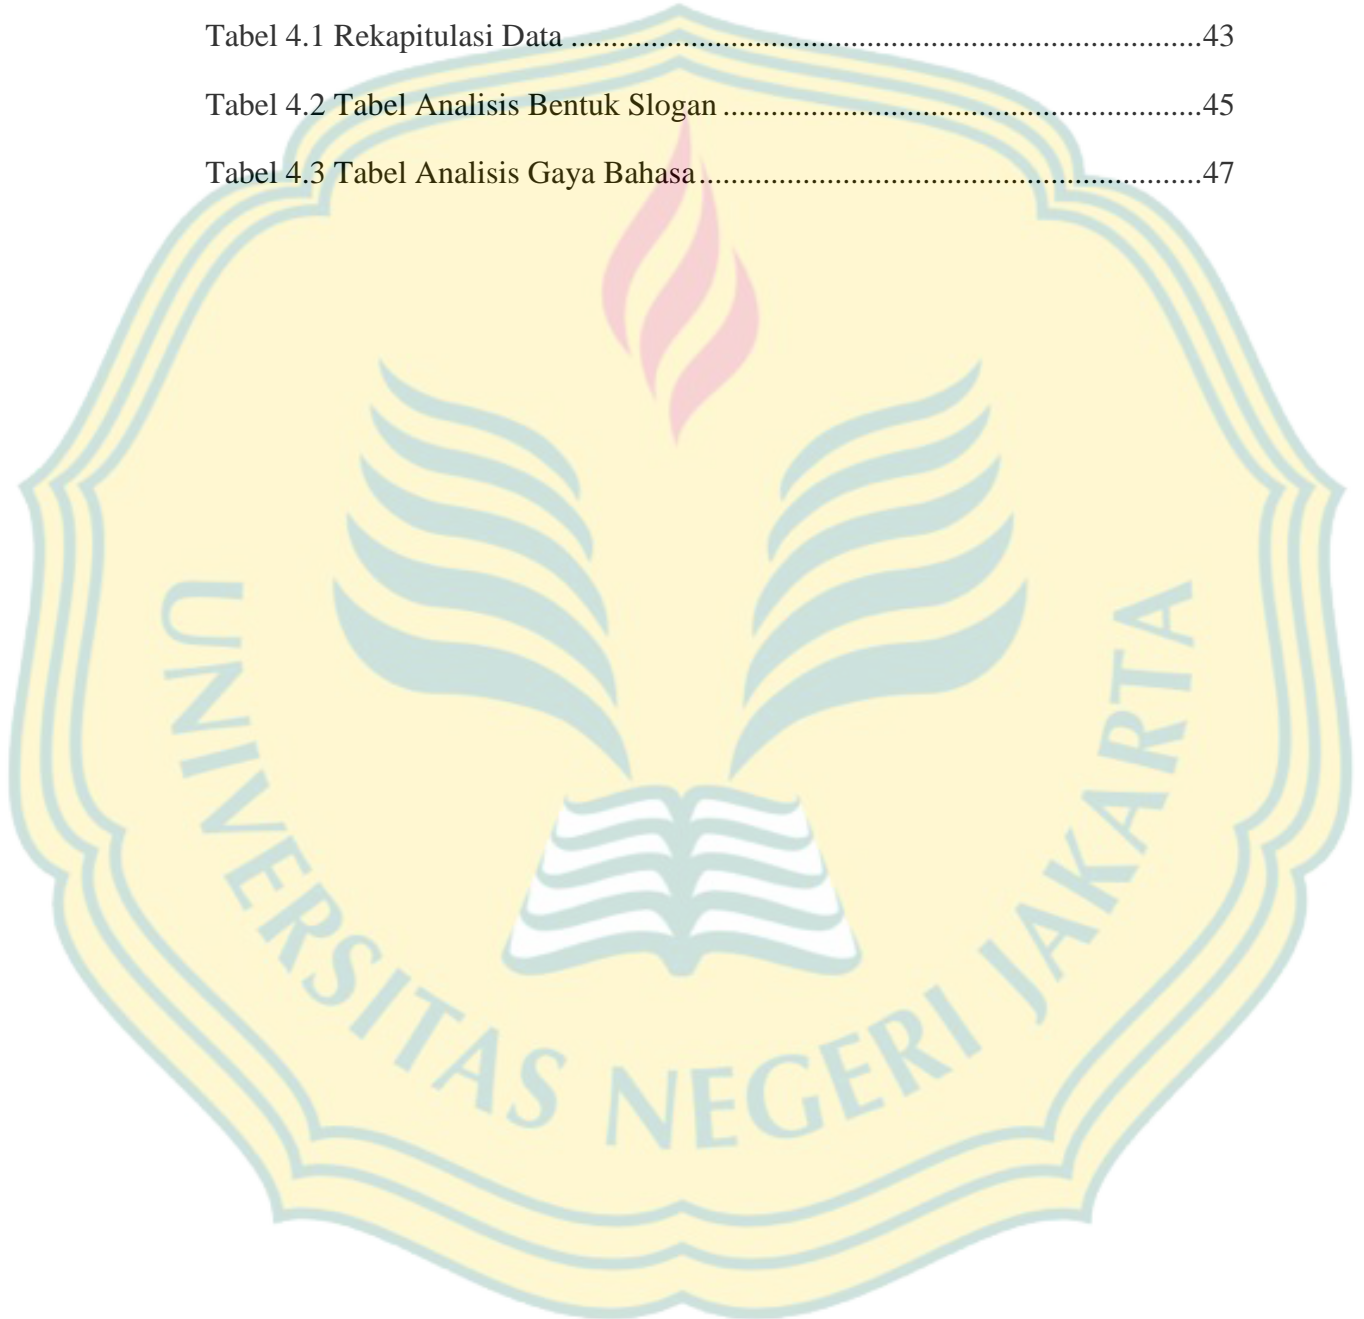 Tabel 4.1 Rekapitulasi Data ................................................................................43
Tabel 4.2 Tabel Analisis Bentuk Slogan .............................................................45
Tabel 4.3 Tabel Analisis Gaya Bahasa................................................................47
UNIVERSITAS NEGERI JAKARTA